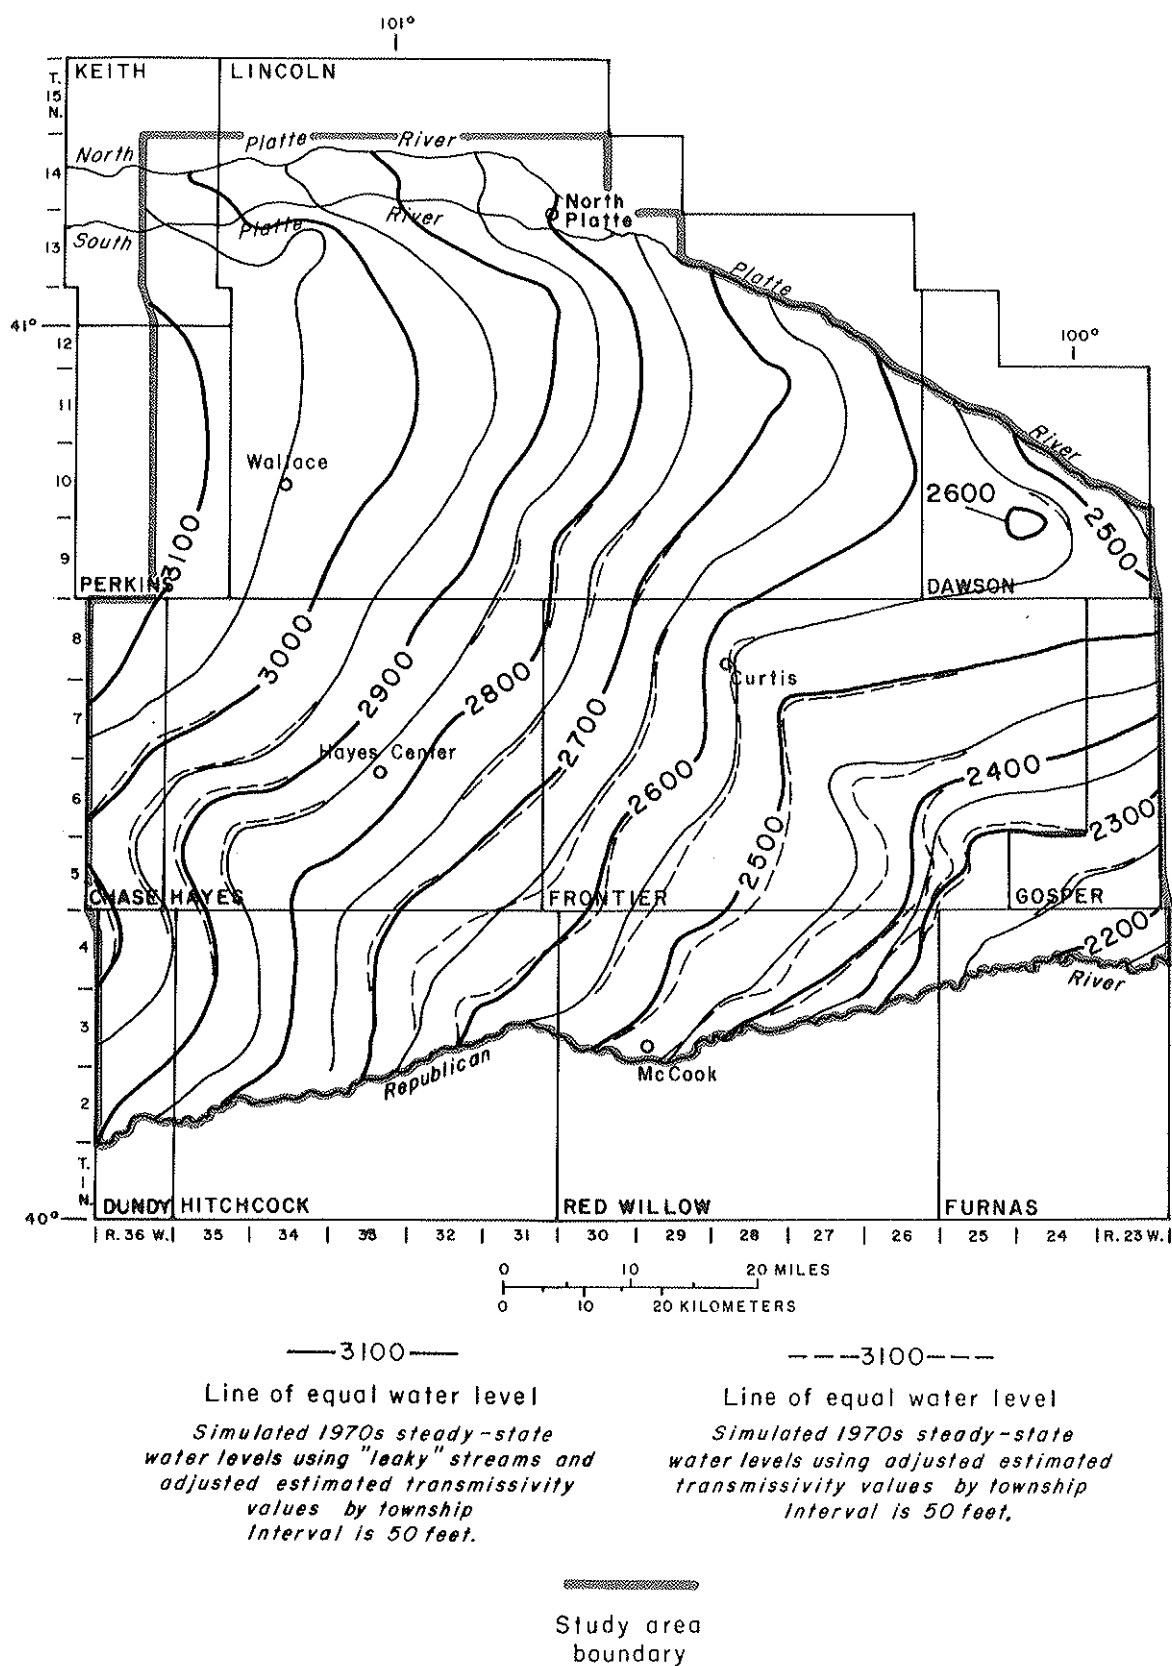 101°
KEITH
LINCOLN
T.
15
N.
North Platte River
14
North Platte
South Platte River
13
Platte River
41°
12
100°
11
Wallace
10
2600
3100
2500
9
PERKINS
DAWSON
8
3000
2900
2800
Curtis
7
2700
Hayes Center
2600
2400
6
2500
2300
5
CHASE
HAYES
FRONTIER
GOSPER
4
2200
River
3
Republican
McCook
2
T.
1
N.
DUNDY
HITCHCOCK
RED WILLOW
FURNAS
40°
R. 36 W. 35 34 33 32 31 30 29 28 27 26 25 24 R. 23 W.
0 10 20 MILES
0 10 20 KILOMETERS
3100
Line of equal water level
Simulated 1970s steady-state
water levels using "leaky" streams and
adjusted estimated transmissivity
values by township
Interval is 50 feet.
3100
Line of equal water level
Simulated 1970s steady-state
water levels using adjusted estimated
transmissivity values by township
Interval is 50 feet.
Study area
boundary